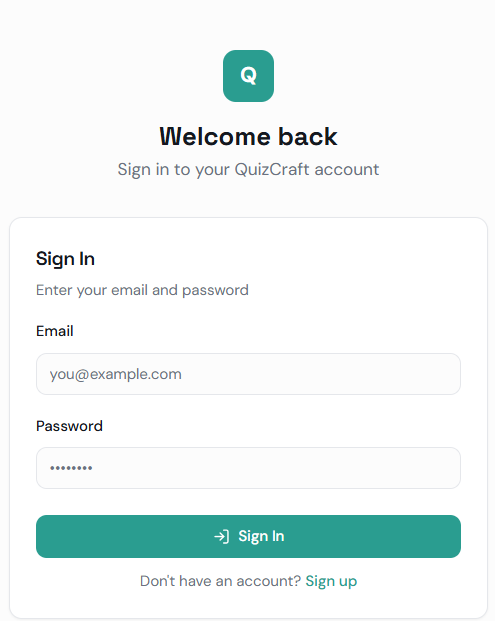 Q
Welcome back
Sign in to your QuizCraft account
Sign In
Enter your email and password
Email
you@example.com
Password
••••••••
Sign In
Don't have an account? Sign up